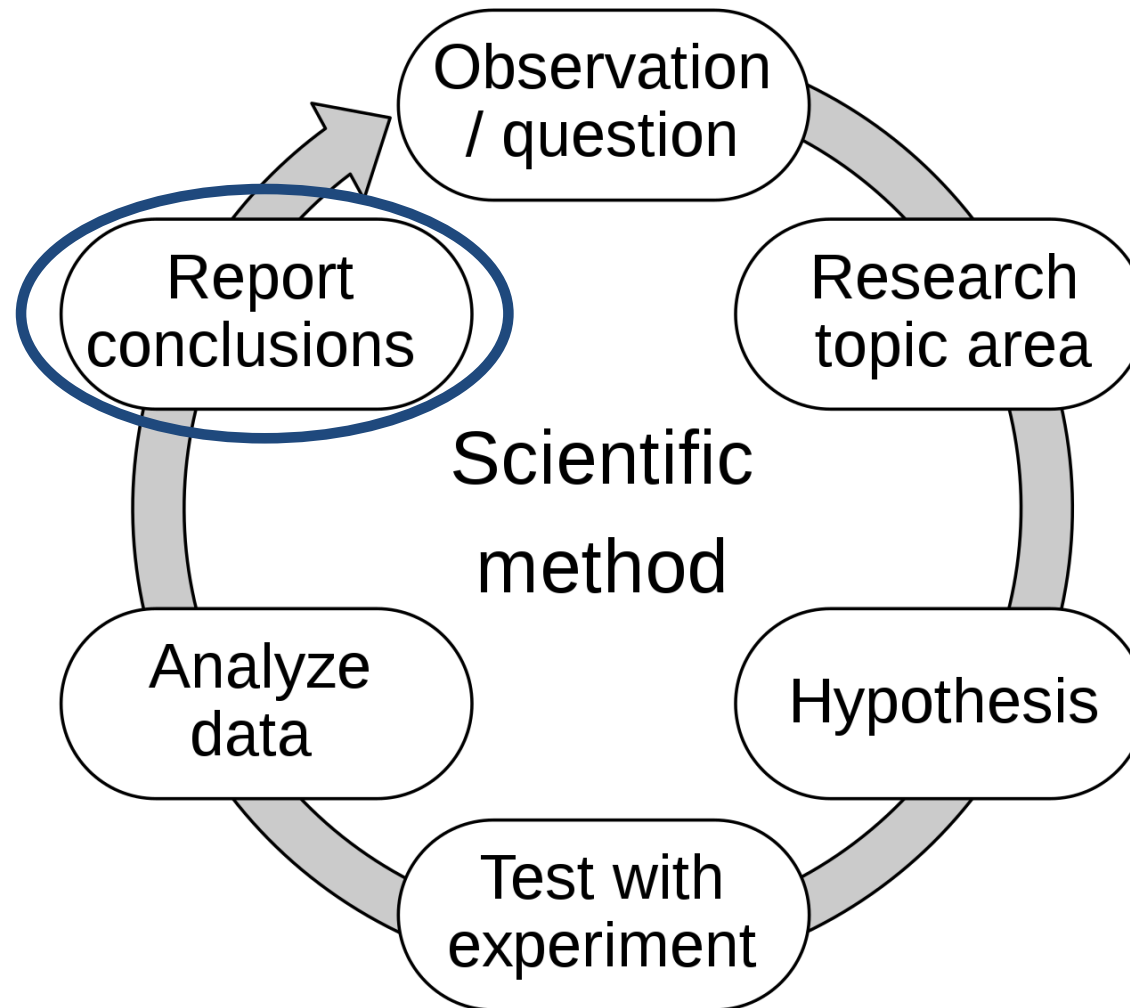 Observation
/ question
Research
topic area
Hypothesis
Test with
experiment
Analyze
data
Report
conclusions
Scientific
method